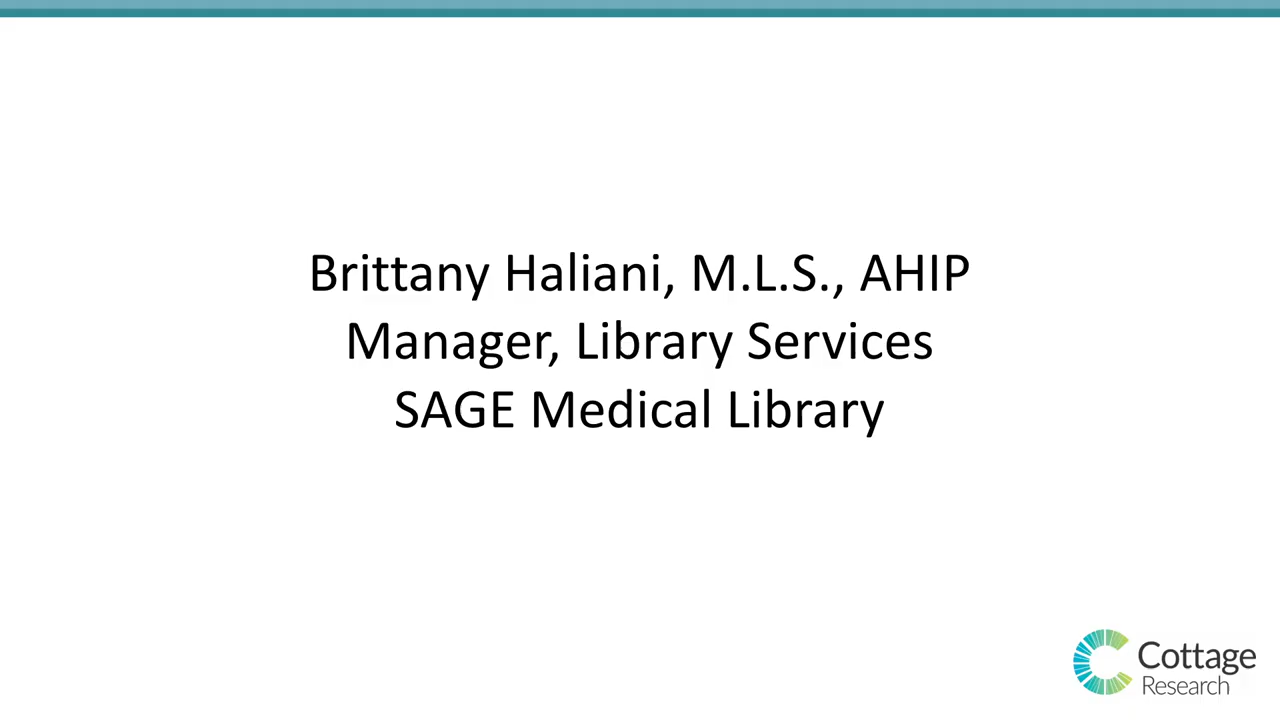 Brittany Haliani, M.L.S., AHIP
Manager, Library Services
SAGE Medical Library
Cottage
Research